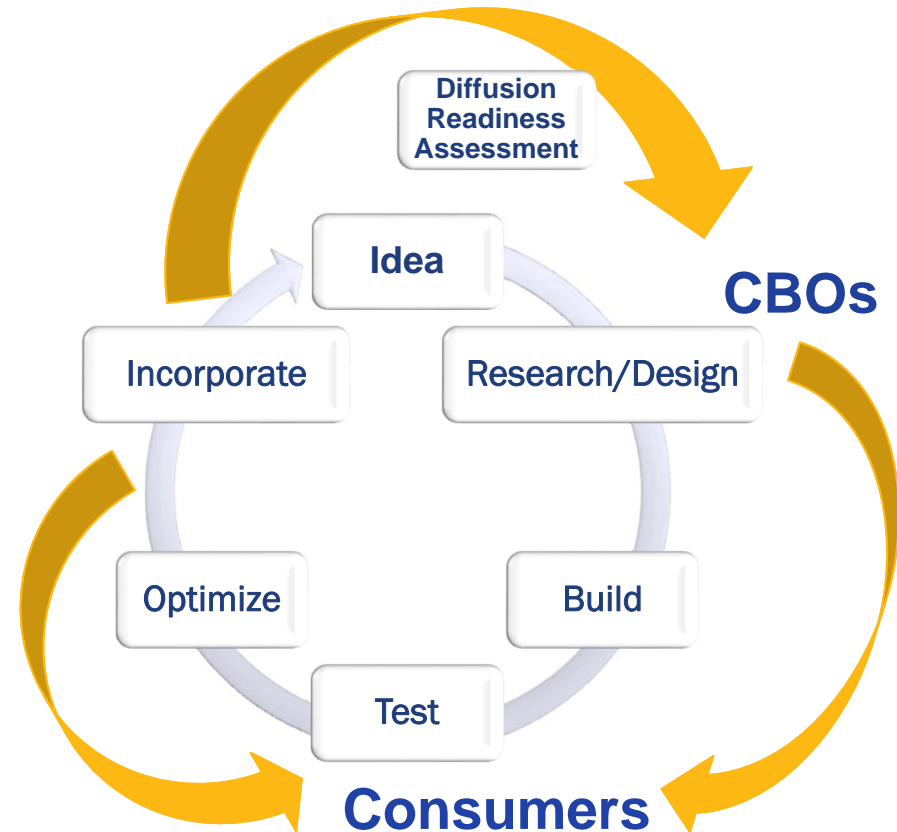 Diffusion
Readiness
Assessment
Idea
CBOs
Incorporate
Research/Design
Optimize
Build
Test
Consumers